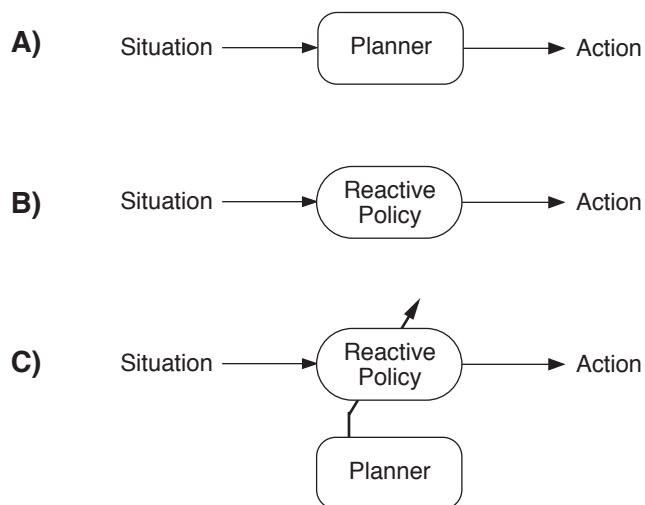 A)
Situation
Planner
Action
B)
Situation
Reactive
Policy
Action
C)
Situation
Reactive
Policy
Action
Planner